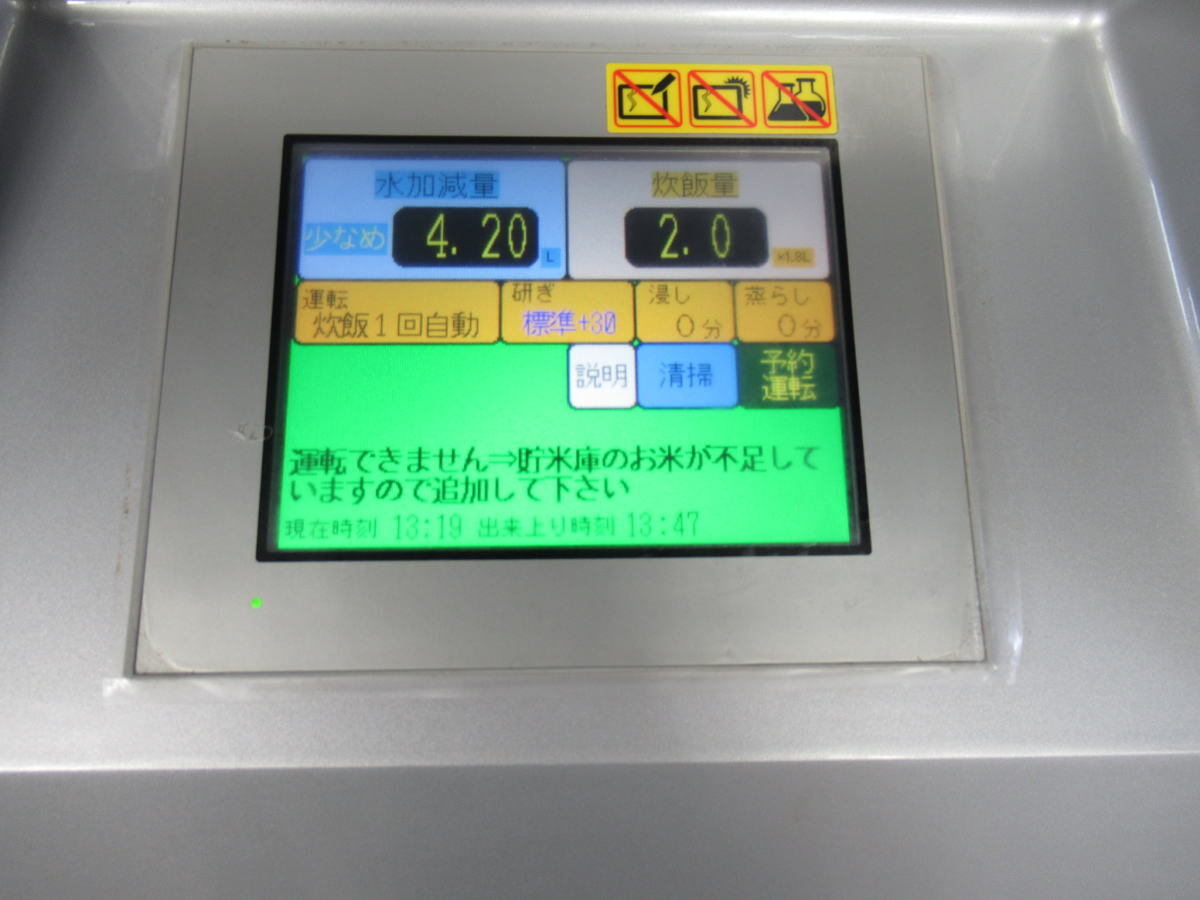 水加減量
少なめ 4.20 L
炊飯量
2.0 ×1.8L
運転
炊飯1回自動
研ぎ
標準+30
浸し
0分
蒸らし
0分
説明
清掃
予約
運転
運転できません⇒貯米庫のお米が不足して
いますので追加して下さい
現在時刻 13:19 出来上り時刻 13:47